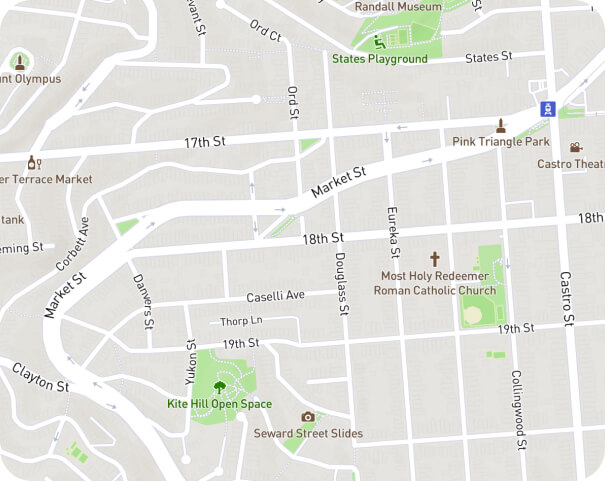 Randall Museum
evant St
Ord Ct
States St
States Playground
unt Olympus
Ord St
17th St
Pink Triangle Park
Castro Theatr
er Terrace Market
Market St
tank
Corbett Ave
Eureka St
18th
18th St
eming St
Most Holy Redeemer
Roman Catholic Church
Douglass St
Market St
Danvers St
Caselli Ave
Castro St
Thorp Ln
19th St
19th St
Yukon St
Clayton St
Kite Hill Open Space
Collingwood St
Seward Street Slides